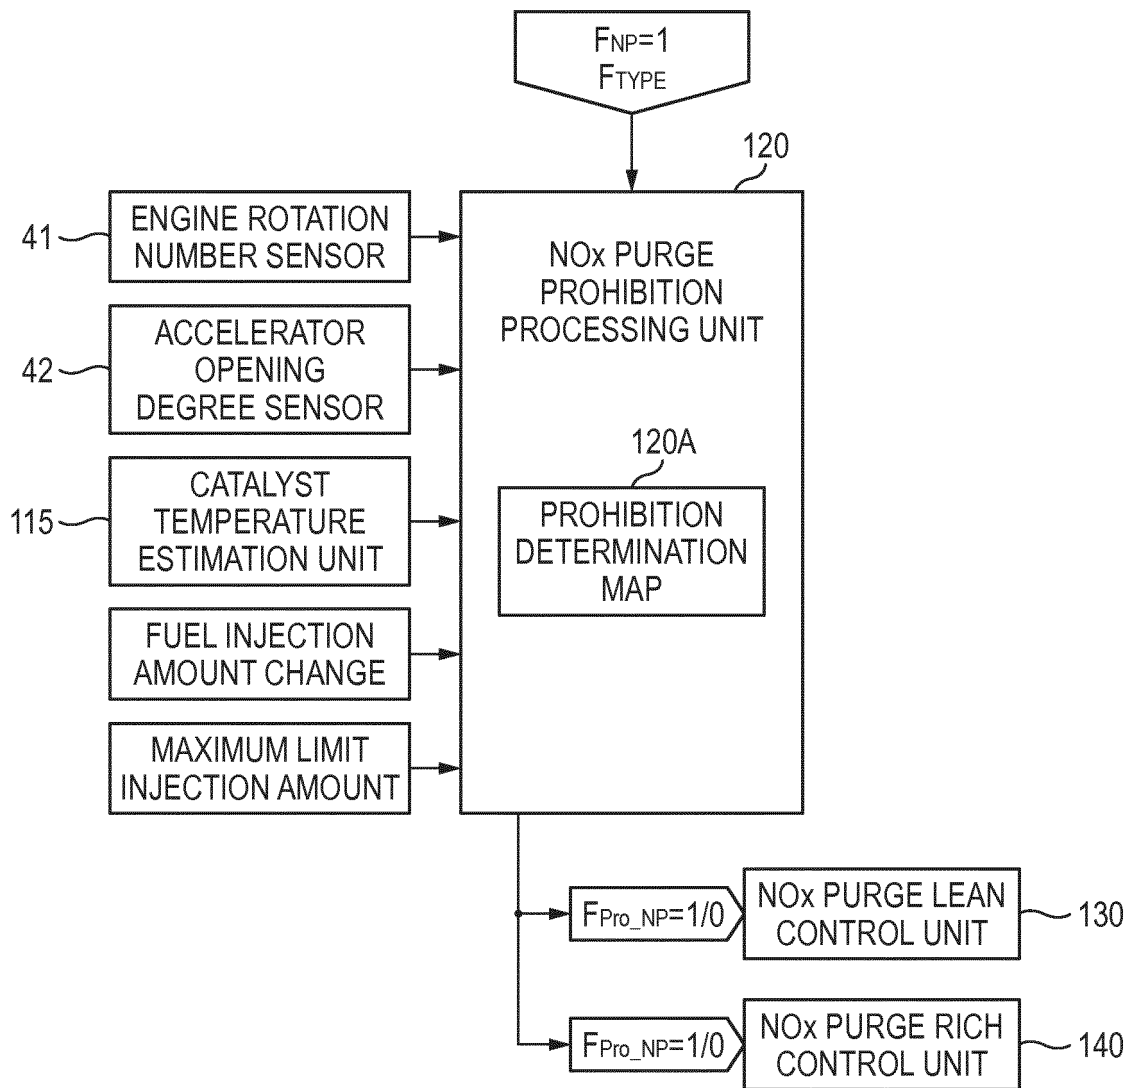 FNP=1
FTYPE
120
41
ENGINE ROTATION
NUMBER SENSOR
NOx PURGE
PROHIBITION
PROCESSING UNIT
42
ACCELERATOR
OPENING
DEGREE SENSOR
120A
115
CATALYST
TEMPERATURE
ESTIMATION UNIT
PROHIBITION
DETERMINATION
MAP
FUEL INJECTION
AMOUNT CHANGE
MAXIMUM LIMIT
INJECTION AMOUNT
FPro_NP=1/0
NOx PURGE LEAN
CONTROL UNIT
130
FPro_NP=1/0
NOx PURGE RICH
CONTROL UNIT
140